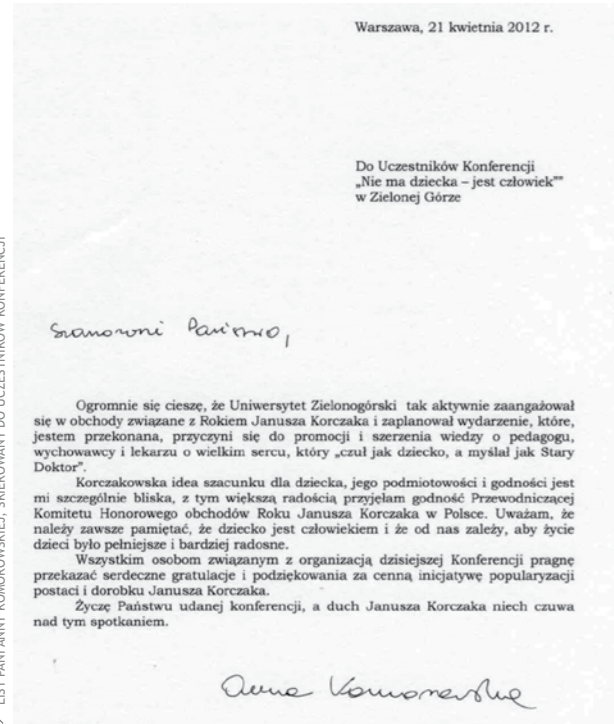 Warszawa, 21 kwietnia 2012 r.
Do Uczestników Konferencji
„Nie ma dziecka – jest człowiek””
w Zielonej Górze
Szanowni Państwo,
Ogromnie się cieszę, że Uniwersytet Zielonogórski tak aktywnie zaangażował
się w obchody związane z Rokiem Janusza Korczaka i zaplanował wydarzenie, które,
jestem przekonana, przyczyni się do promocji i szerzenia wiedzy o pedagogu,
wychowawcy i lekarzu o wielkim sercu, który „czuł jak dziecko, a myślał jak Stary
Doktor”.
Korczakowska idea szacunku dla dziecka, jego podmiotowości i godności jest
mi szczególnie bliska, z tym większą radością przyjęłam godność Przewodniczącej
Komitetu Honorowego obchodów Roku Janusza Korczaka w Polsce. Uważam, że
należy zawsze pamiętać, że dziecko jest człowiekiem i że od nas zależy, aby życie
dzieci było pełniejsze i bardziej radosne.
Wszystkim osobom związanym z organizacją dzisiejszej Konferencji pragnę
przekazać serdeczne gratulacje i podziękowania za cenną inicjatywę popularyzacji
postaci i dorobku Janusza Korczaka.
Życzę Państwu udanej konferencji, a duch Janusza Korczaka niech czuwa
nad tym spotkaniem.
Anna Komorowska
LIST PANI ANNY KOMOROWSKIEJ, SKIEROWANY DO UCZESTNIKÓW KONFERENCJI